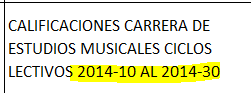 CALIFICACIONES CARRERA DE
ESTUDIOS MUSICALES CICLOS
LECTIVOS 2014-10 AL 2014-30